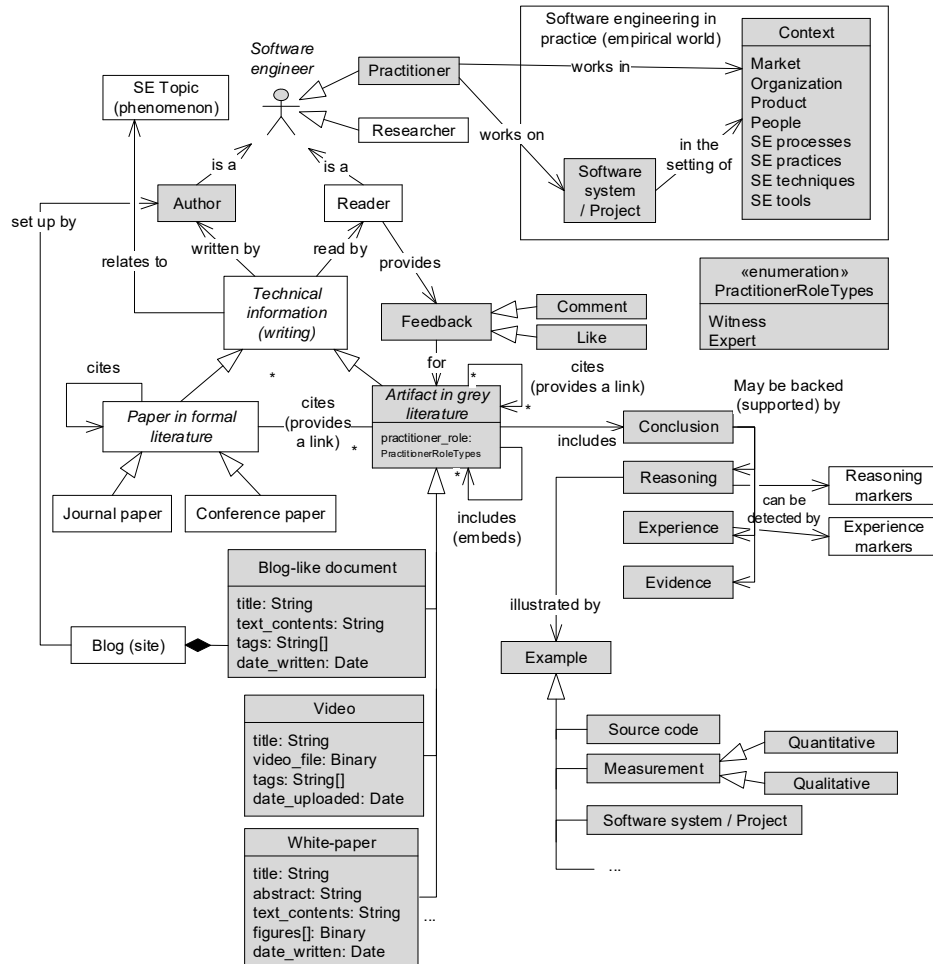 Software engineering in
practice (empirical world)
Context
Market
Organization
Product
People
SE processes
SE practices
SE techniques
SE tools
Software
engineer
Practitioner
works in
SE Topic
(phenomenon)
Researcher
works on
in the
setting of
Software
system
/ Project
is a
is a
Author
Reader
set up by
written by
read by
relates to
provides
Technical
information
(writing)
«enumeration»
PractitionerRoleTypes
Witness
Expert
Feedback
Comment
Like
for
cites
*
cites
(provides a link)
*
*
May be backed
(supported) by
Paper in formal
literature
cites
(provides
a link)
*
Artifact in grey
literature
practitioner_role:
PractitionerRoleTypes
*
includes
Conclusion
Reasoning
Reasoning
markers
can be
detected by
Experience
Experience
markers
Evidence
Journal paper
Conference paper
includes
(embeds)
Blog-like document
title: String
text_contents: String
tags: String[]
date_written: Date
Blog (site)
illustrated by
Example
Video
title: String
video_file: Binary
tags: String[]
date_uploaded: Date
Source code
Measurement
Quantitative
Qualitative
Software system / Project
...
White-paper
title: String
abstract: String
text_contents: String
figures[]: Binary
date_written: Date
...